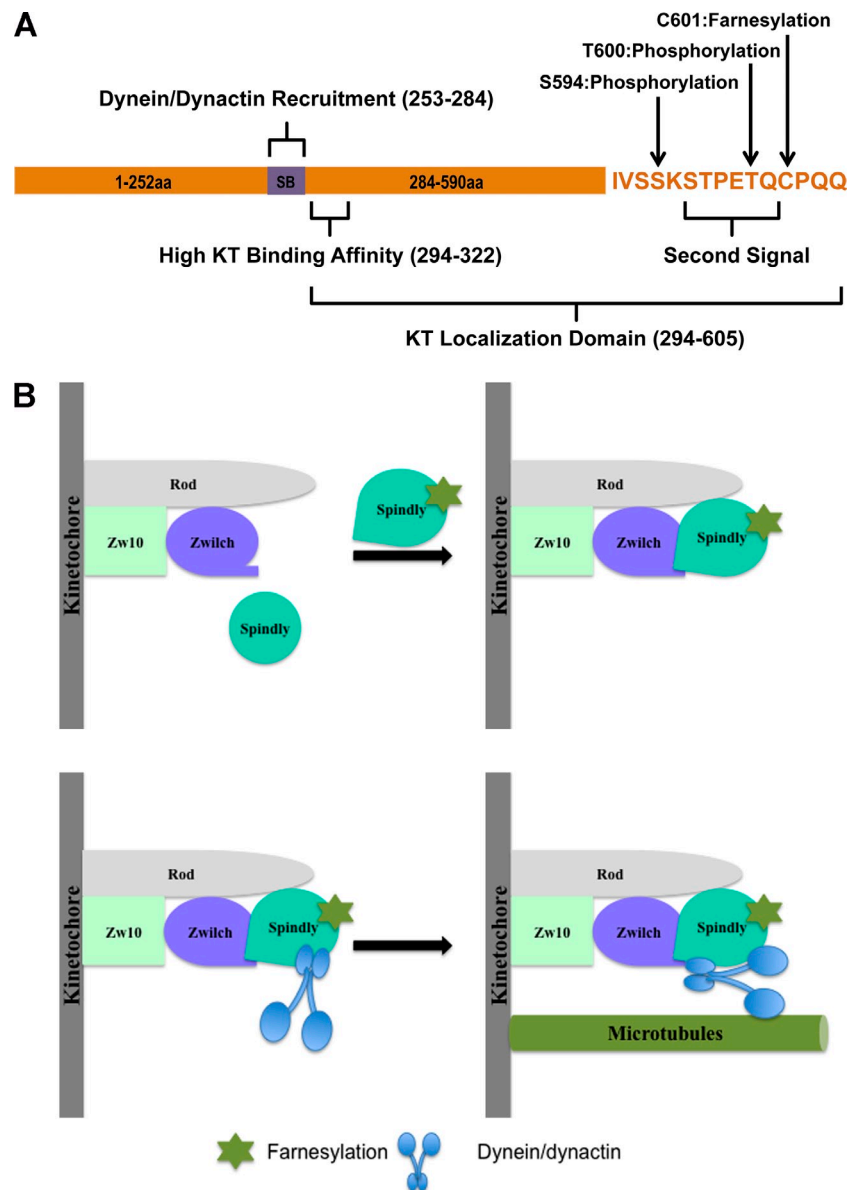 A
C601:Farnesylation
T600:Phosphorylation
S594:Phosphorylation
Dynein/Dynactin Recruitment (253-284)
1-252aa
SB
284-590aa
IVSSKSTPETQCPQQ
High KT Binding Affinity (294-322)
Second Signal
KT Localization Domain (294-605)
B
Kinetochore
Rod
Zw10
Zwilch
Spindly
Spindly
Kinetochore
Rod
Zw10
Zwilch
Spindly
Kinetochore
Rod
Zw10
Zwilch
Spindly
Kinetochore
Rod
Zw10
Zwilch
Spindly
Microtubules
Farnesylation
Dynein/dynactin